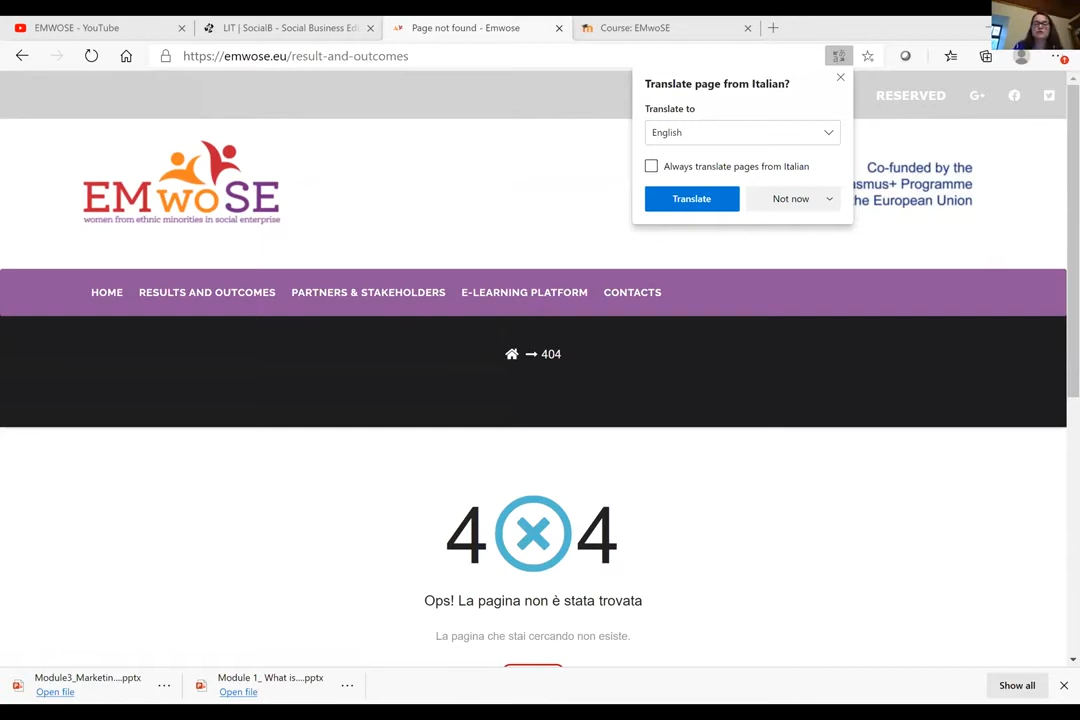 EMWOSE - YouTube
LIT | SocialB - Social Business Edu
Page not found - Emwose
Course: EMwoSE
https://emwose.eu/result-and-outcomes
Translate page from Italian?
Translate to
English
Always translate pages from Italian
Translate
Not now
RESERVED
G+
EMWOSE
women from ethnic minorities in social enterprise
Co-funded by the
asmus+ Programme
the European Union
HOME
RESULTS AND OUTCOMES
PARTNERS & STAKEHOLDERS
E-LEARNING PLATFORM
CONTACTS
404
4 4
Ops! La pagina non è stata trovata
La pagina che stai cercando non esiste.
Module3_Marketin....pptx
Open file
Module 1_ What is....pptx
Open file
Show all